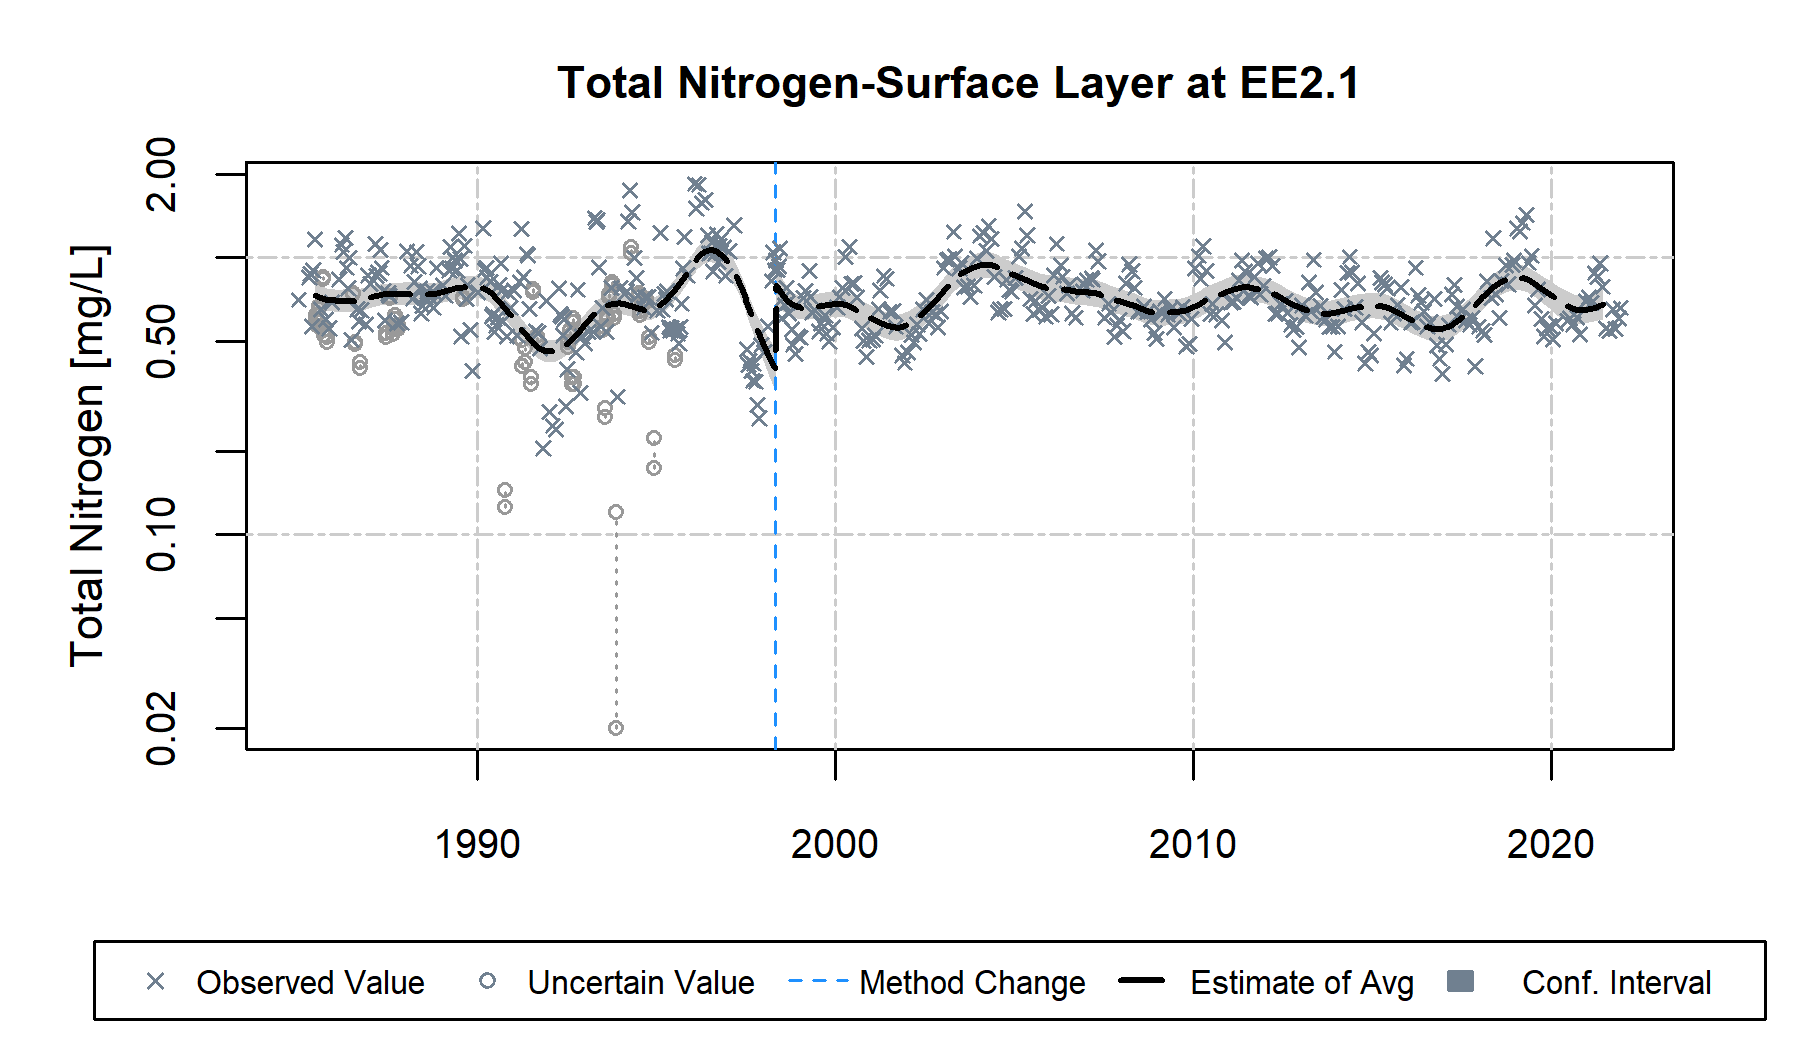 Total Nitrogen-Surface Layer at EE2.1
Total Nitrogen [mg/L]
2.00
0.50
0.10
0.02
1990 2000 2010 2020
Observed Value Uncertain Value Method Change Estimate of Avg Conf. Interval